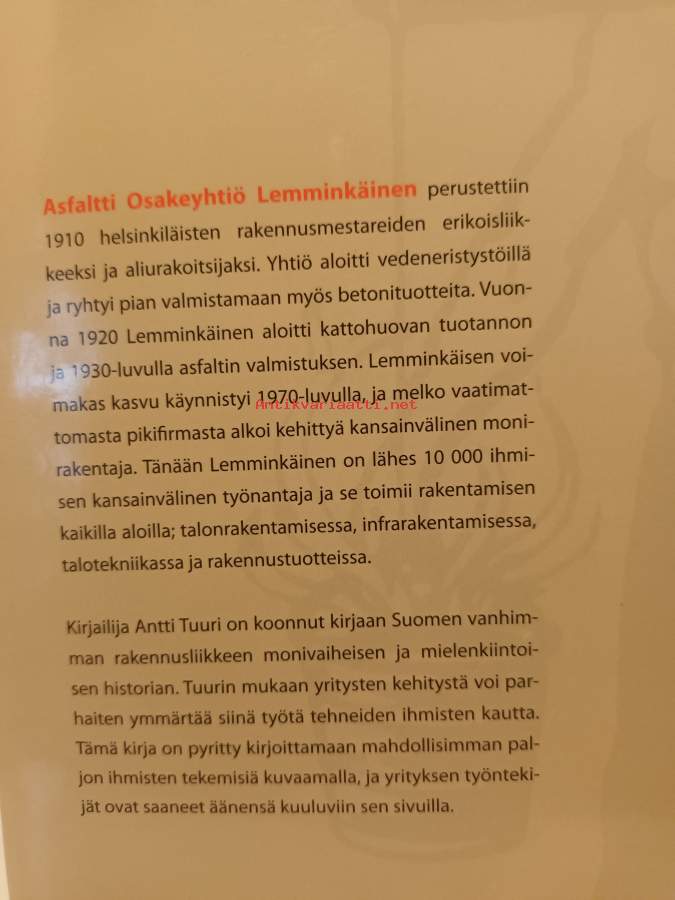 Asfaltti Osakeyhtiö Lemminkäinen perustettiin
1910 helsinkiläisten rakennusmestareiden erikoisliik-
keeksi ja aliurakoitsijaksi. Yhtiö aloitti vedeneristystöillä
ja ryhtyi pian valmistamaan myös betonituotteita. Vuon-
na 1920 Lemminkäinen aloitti kattohuovan tuotannon
ja 1930-luvulla asfaltin valmistuksen. Lemminkäisen voi-
makas kasvu käynnistyi 1970-luvulla, ja melko vaatimat-
Antikvariaatti.net
tomasta pikifirmasta alkoi kehittyä kansainvälinen moni-
rakentaja. Tänään Lemminkäinen on lähes 10 000 ihmi-
sen kansainvälinen työnantaja ja se toimii rakentamisen
kaikilla aloilla; talonrakentamisessa, infrarakentamisessa,
talotekniikassa ja rakennustuotteissa.
Kirjailija Antti Tuuri on koonnut kirjaan Suomen vanhim-
man rakennusliikkeen monivaiheisen ja mielenkiintoi-
sen historian. Tuurin mukaan yritysten kehitystä voi par-
haiten ymmärtää siinä työtä tehneiden ihmisten kautta.
Tämä kirja on pyritty kirjoittamaan mahdollisimman pal-
jon ihmisten tekemisiä kuvaamalla, ja yrityksen työnteki-
jät ovat saaneet äänensä kuuluviin sen sivuilla.